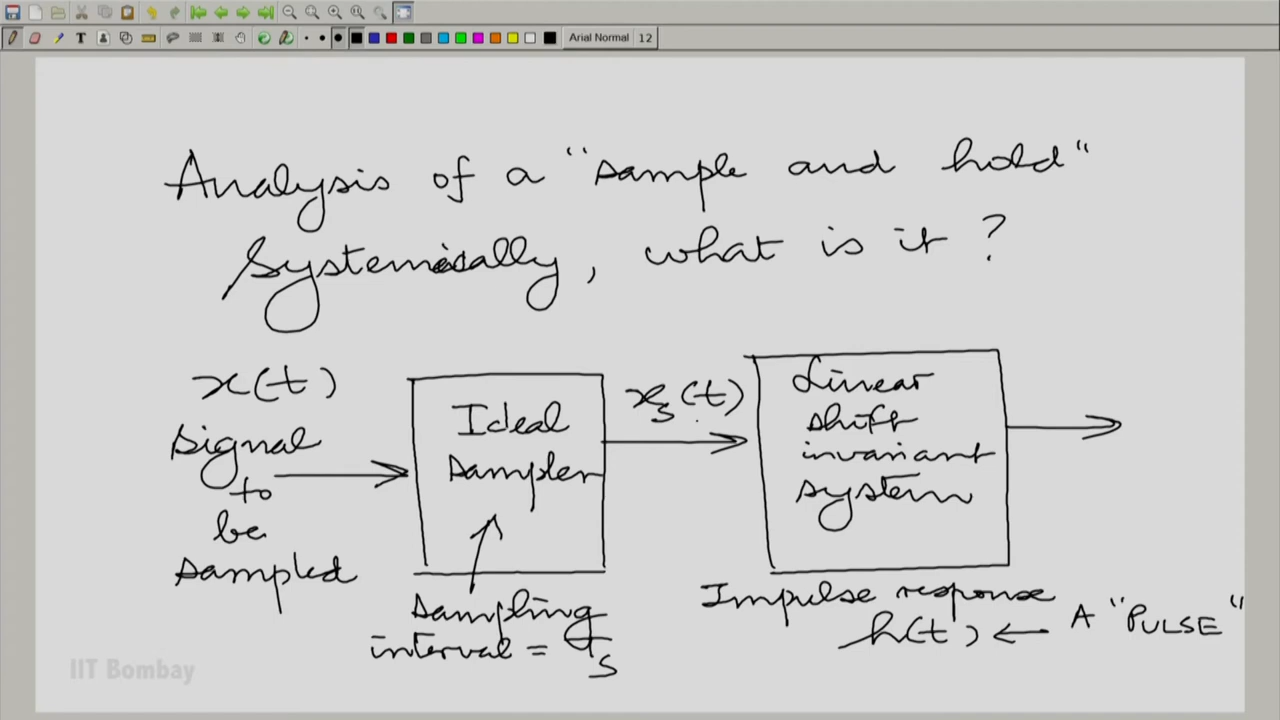 Arial Normal 12
Analysis of a "sample and hold"
Systemically, what is it?
x(t)
signal
to
be
sampled
Ideal
sampler
sampling
interval = Ts
xs(t)
Linear
shift
invariant
system
Impulse response
h(t) ← A "PULSE"
IIT Bombay